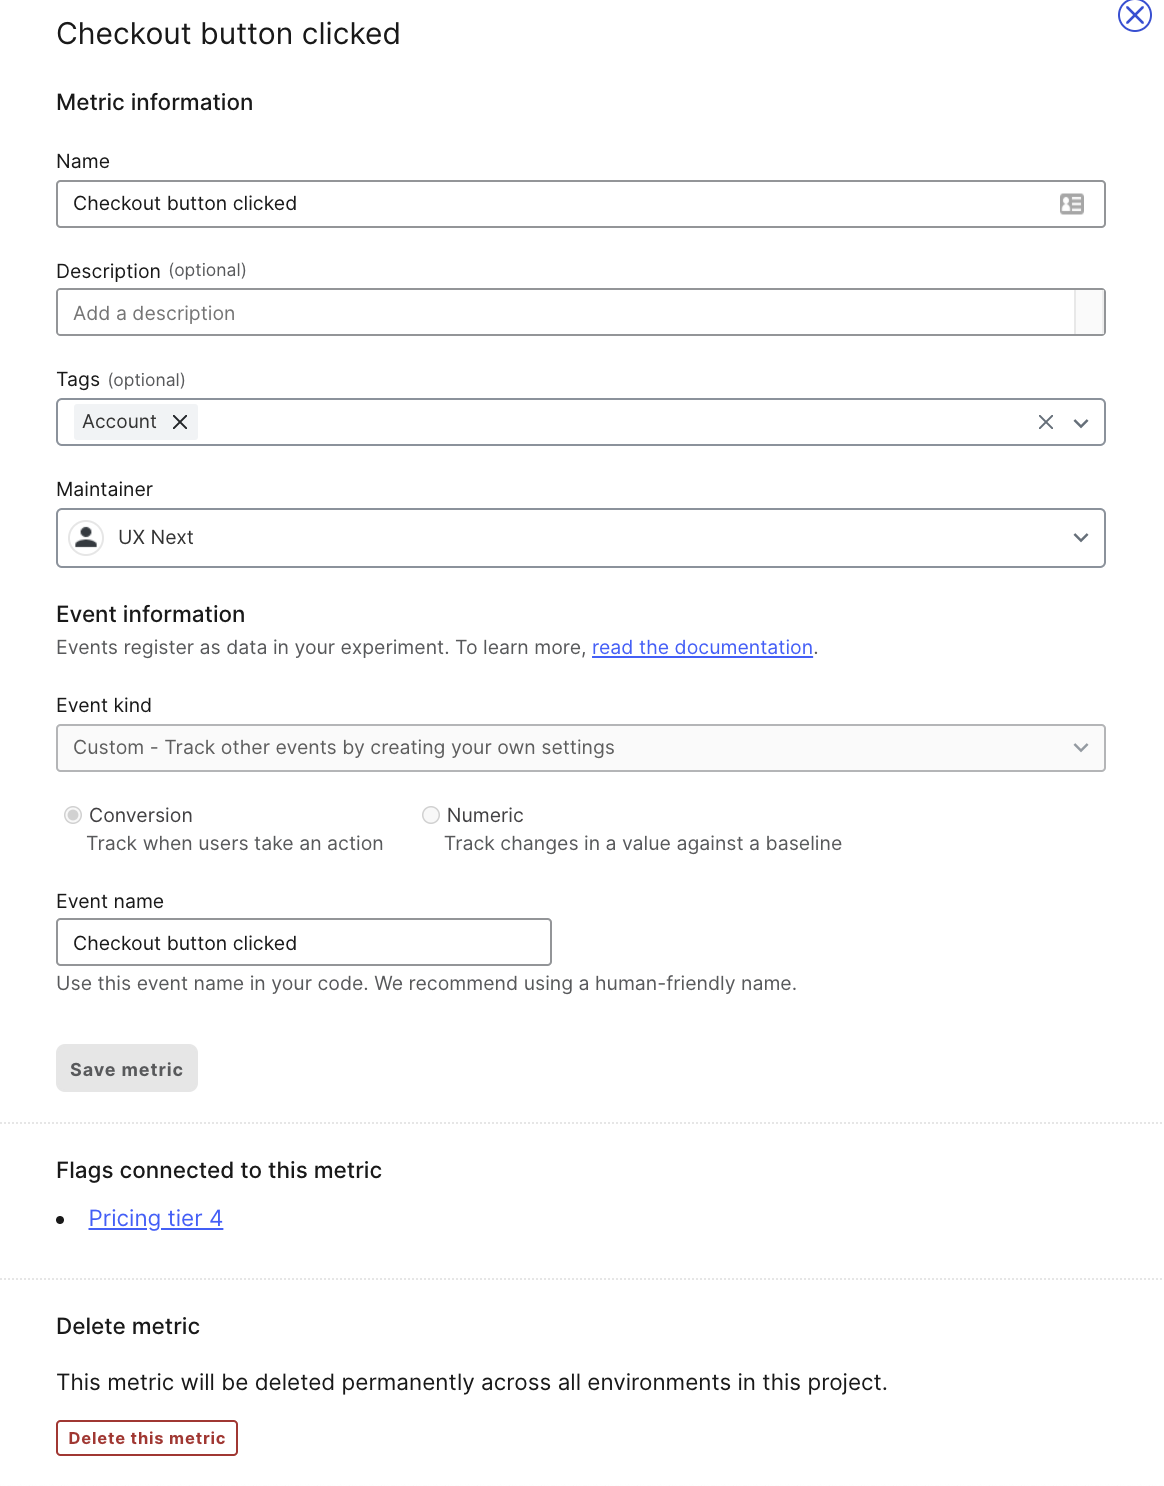 Checkout button clicked
Metric information
Name
Checkout button clicked
Description (optional)
Add a description
Tags (optional)
Account
Maintainer
UX Next
Event information
Events register as data in your experiment. To learn more, read the documentation.
Event kind
Custom - Track other events by creating your own settings
Conversion
Track when users take an action
Numeric
Track changes in a value against a baseline
Event name
Checkout button clicked
Use this event name in your code. We recommend using a human-friendly name.
Save metric
Flags connected to this metric
Pricing tier 4
Delete metric
This metric will be deleted permanently across all environments in this project.
Delete this metric